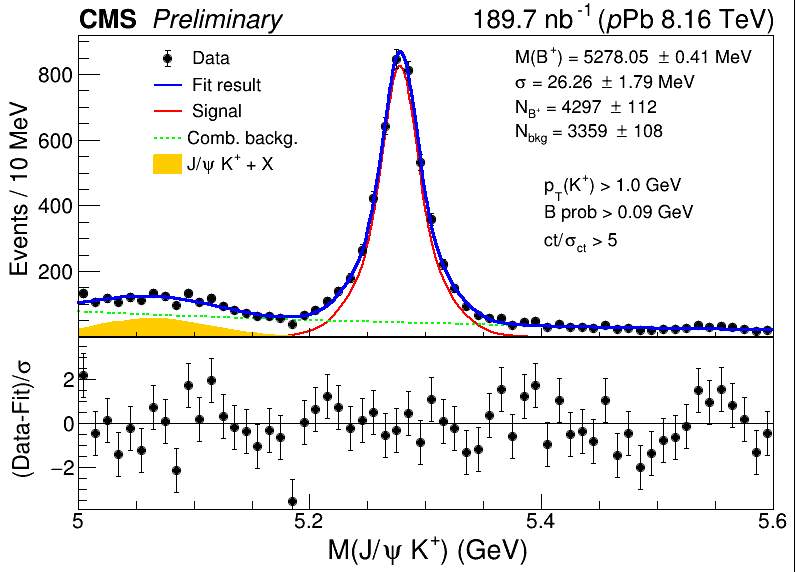 CMS Preliminary 189.7 nb⁻¹ (pPb 8.16 TeV)
Data
Fit result
Signal
Comb. backg.
J/ψ K⁺ + X
M(B⁺) = 5278.05 ± 0.41 MeV
σ = 26.26 ± 1.79 MeV
N_B⁺ = 4297 ± 112
N_bkg = 3359 ± 108
p_T(K⁺) > 1.0 GeV
B prob > 0.09 GeV
ct/σ_ct > 5
Events / 10 MeV
800
600
400
200
(Data-Fit)/σ
2
0
−2
5 5.2 5.4 5.6
M(J/ψ K⁺) (GeV)